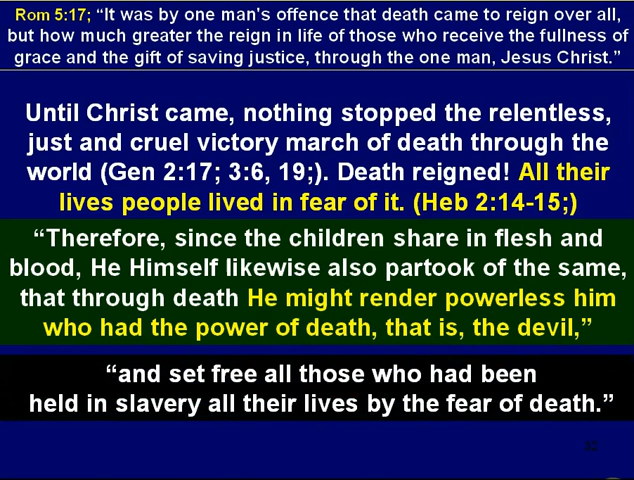 Rom 5:17; “It was by one man's offence that death came to reign over all,
but how much greater the reign in life of those who receive the fullness of
grace and the gift of saving justice, through the one man, Jesus Christ.”
Until Christ came, nothing stopped the relentless,
just and cruel victory march of death through the
world (Gen 2:17; 3:6, 19;). Death reigned! All their
lives people lived in fear of it. (Heb 2:14-15;)
“Therefore, since the children share in flesh and
blood, He Himself likewise also partook of the same,
that through death He might render powerless him
who had the power of death, that is, the devil,”
“and set free all those who had been
held in slavery all their lives by the fear of death.”